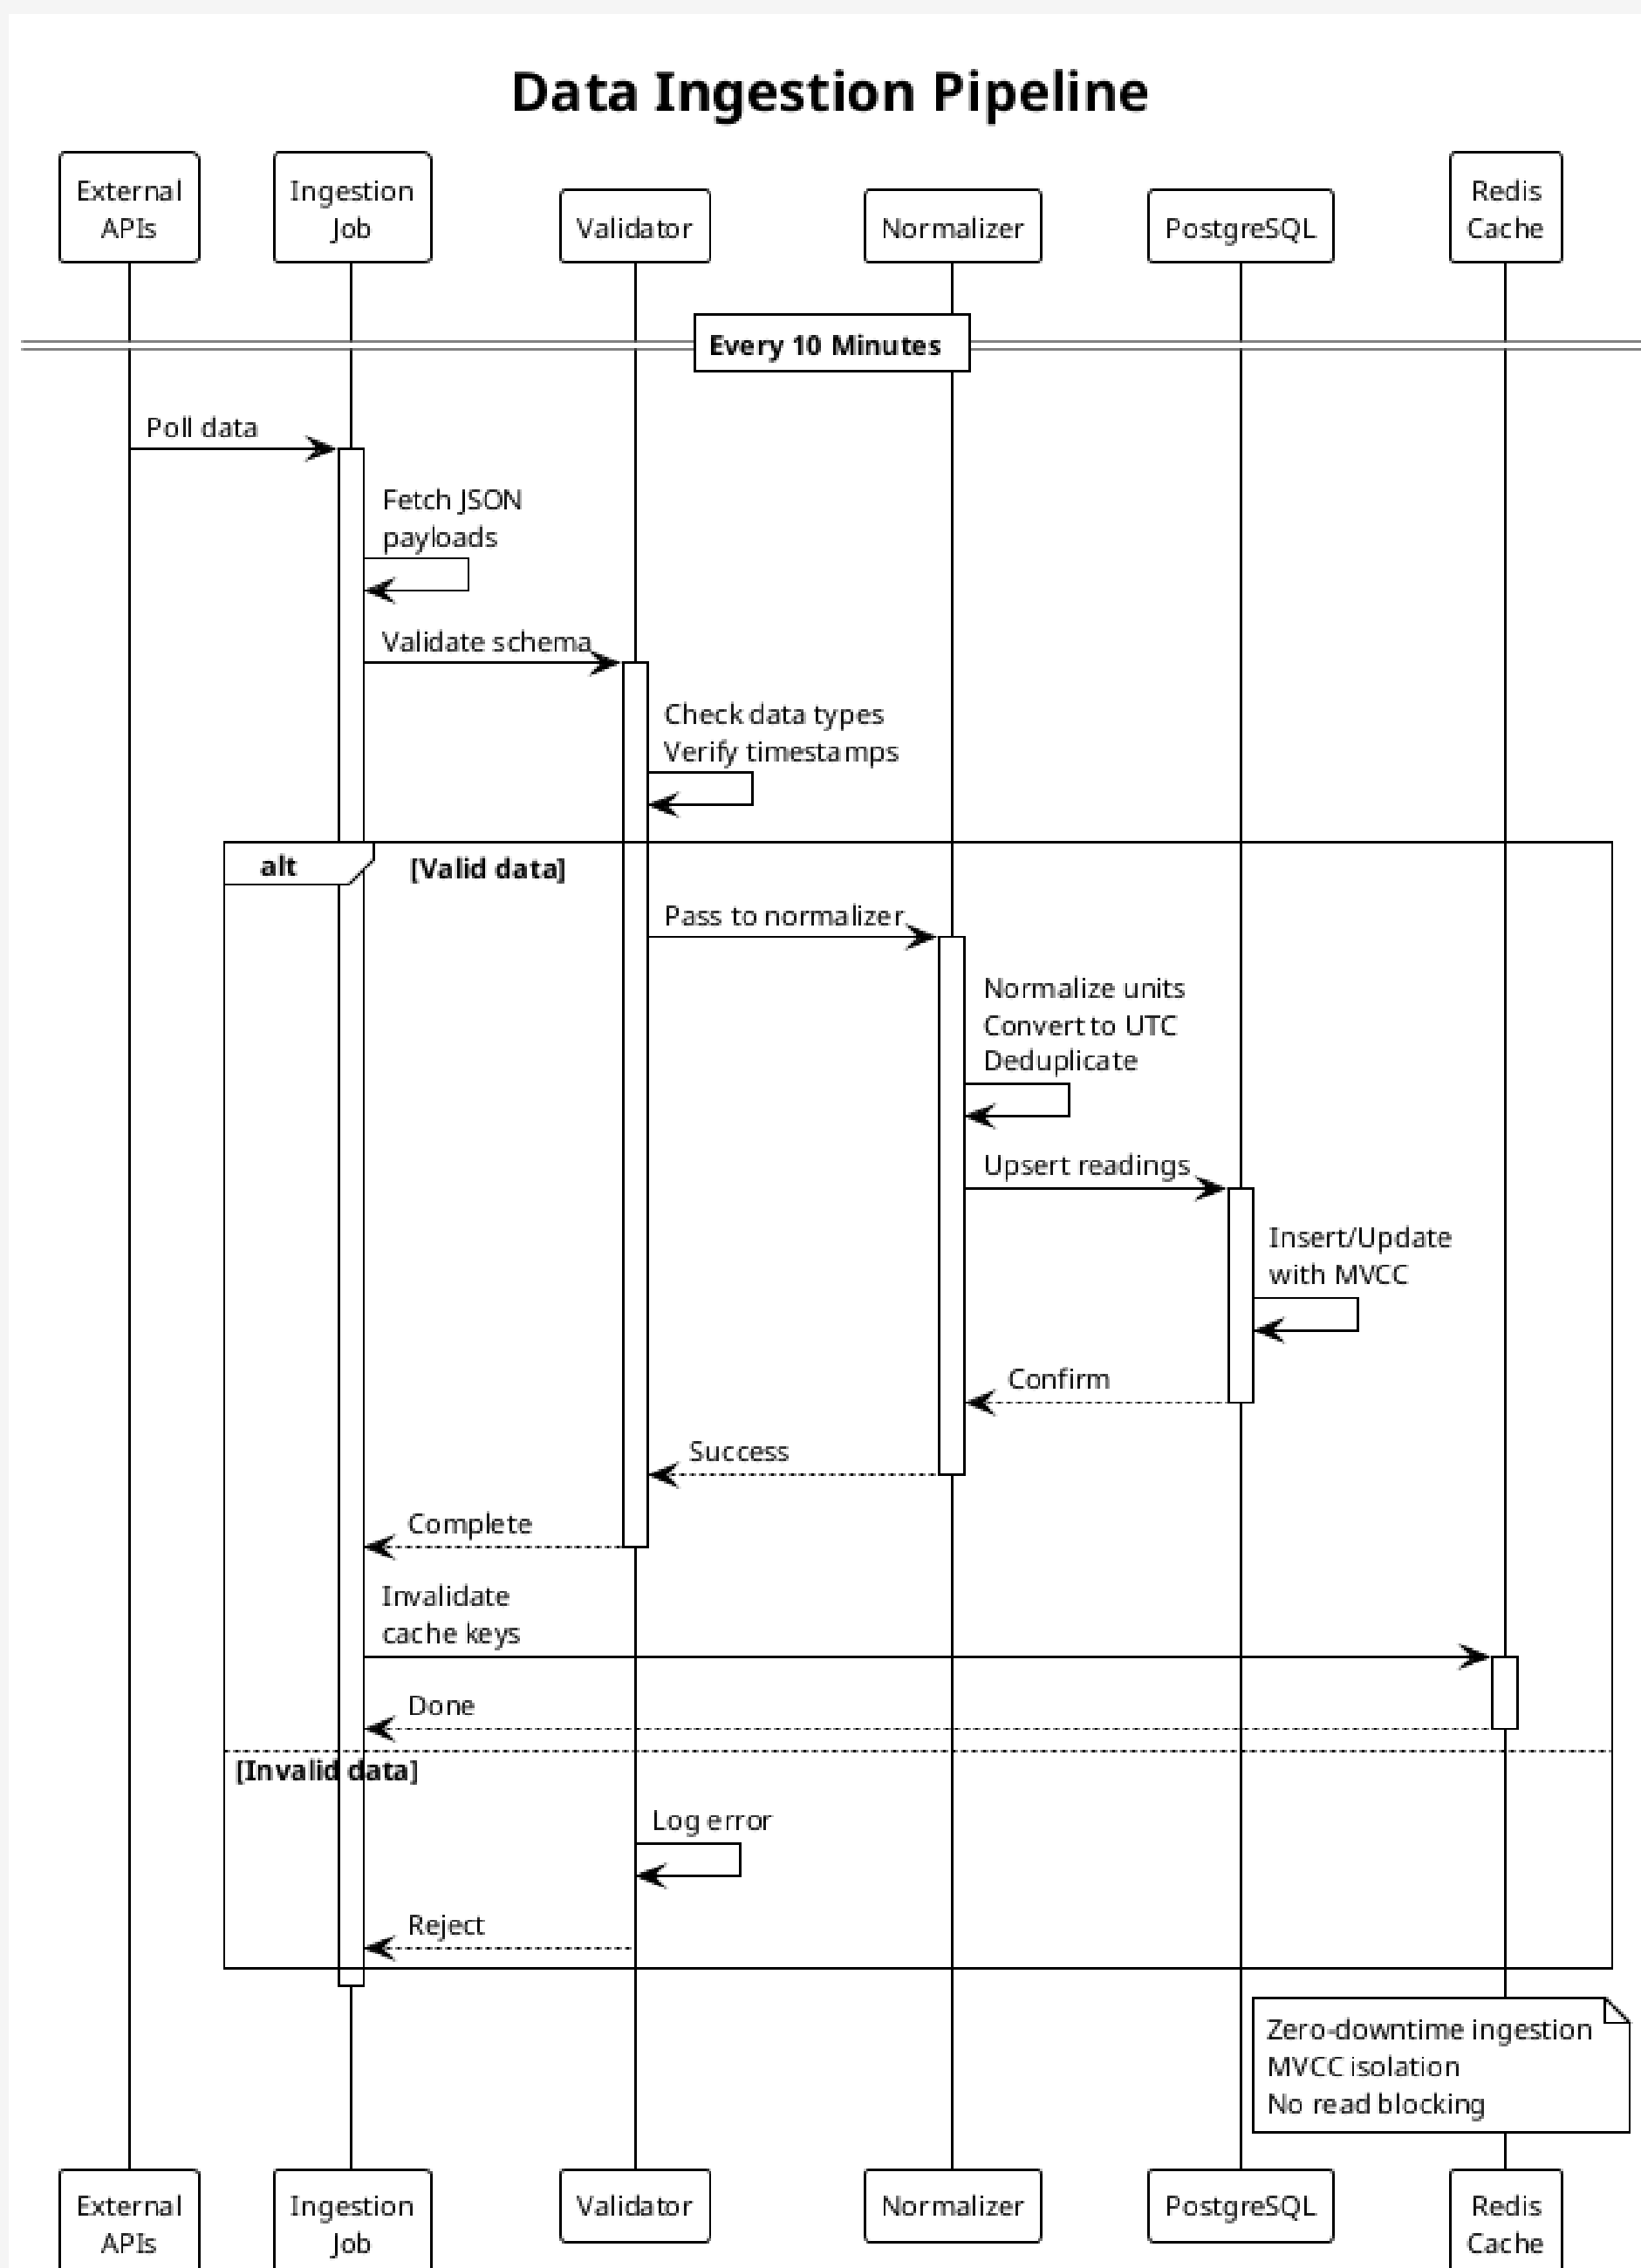 Data Ingestion Pipeline
External
APIs
Ingestion
Job
Validator
Normalizer
PostgreSQL
Redis
Cache
Every 10 Minutes
Poll data
Fetch JSON
payloads
Validate schema
Check data types
Verify timestamps
alt
[Valid data]
Pass to normalizer
Normalize units
Convert to UTC
Deduplicate
Upsert readings
Insert/Update
with MVCC
Confirm
Success
Complete
Invalidate
cache keys
Done
[Invalid data]
Log error
Reject
Zero-downtime ingestion
MVCC isolation
No read blocking
External
APIs
Ingestion
Job
Validator
Normalizer
PostgreSQL
Redis
Cache